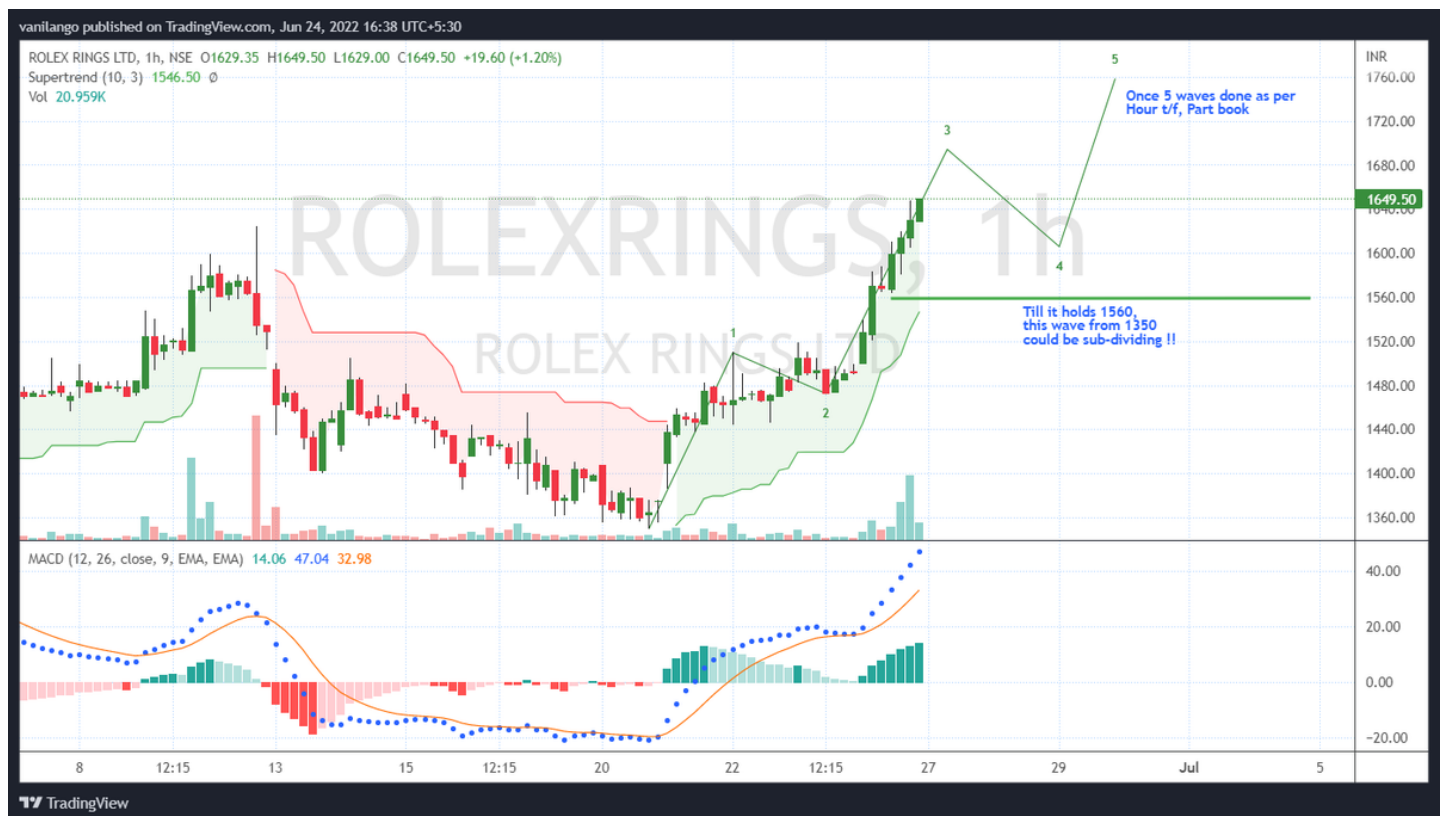 vanilango published on TradingView.com, Jun 24, 2022 16:38 UTC+5:30
ROLEX RINGS LTD, 1h, NSE O1629.35 H1649.50 L1629.00 C1649.50 +19.60 (+1.20%)
Supertrend (10, 3) 1546.50 Ø
Vol 20.959K
ROLEXRINGS, 1h
ROLEX RINGS LTD
INR
1760.00
1720.00
1680.00
1649.50
1640.00
1600.00
1560.00
1520.00
1480.00
1440.00
1400.00
1360.00
5
Once 5 waves done as per
Hour t/f, Part book
3
4
Till it holds 1560,
this wave from 1350
could be sub-dividing !!
1
2
MACD (12, 26, close, 9, EMA, EMA) 14.06 47.04 32.98
40.00
20.00
0.00
−20.00
8 12:15 13 15 12:15 20 22 12:15 27 29 Jul 5
TradingView